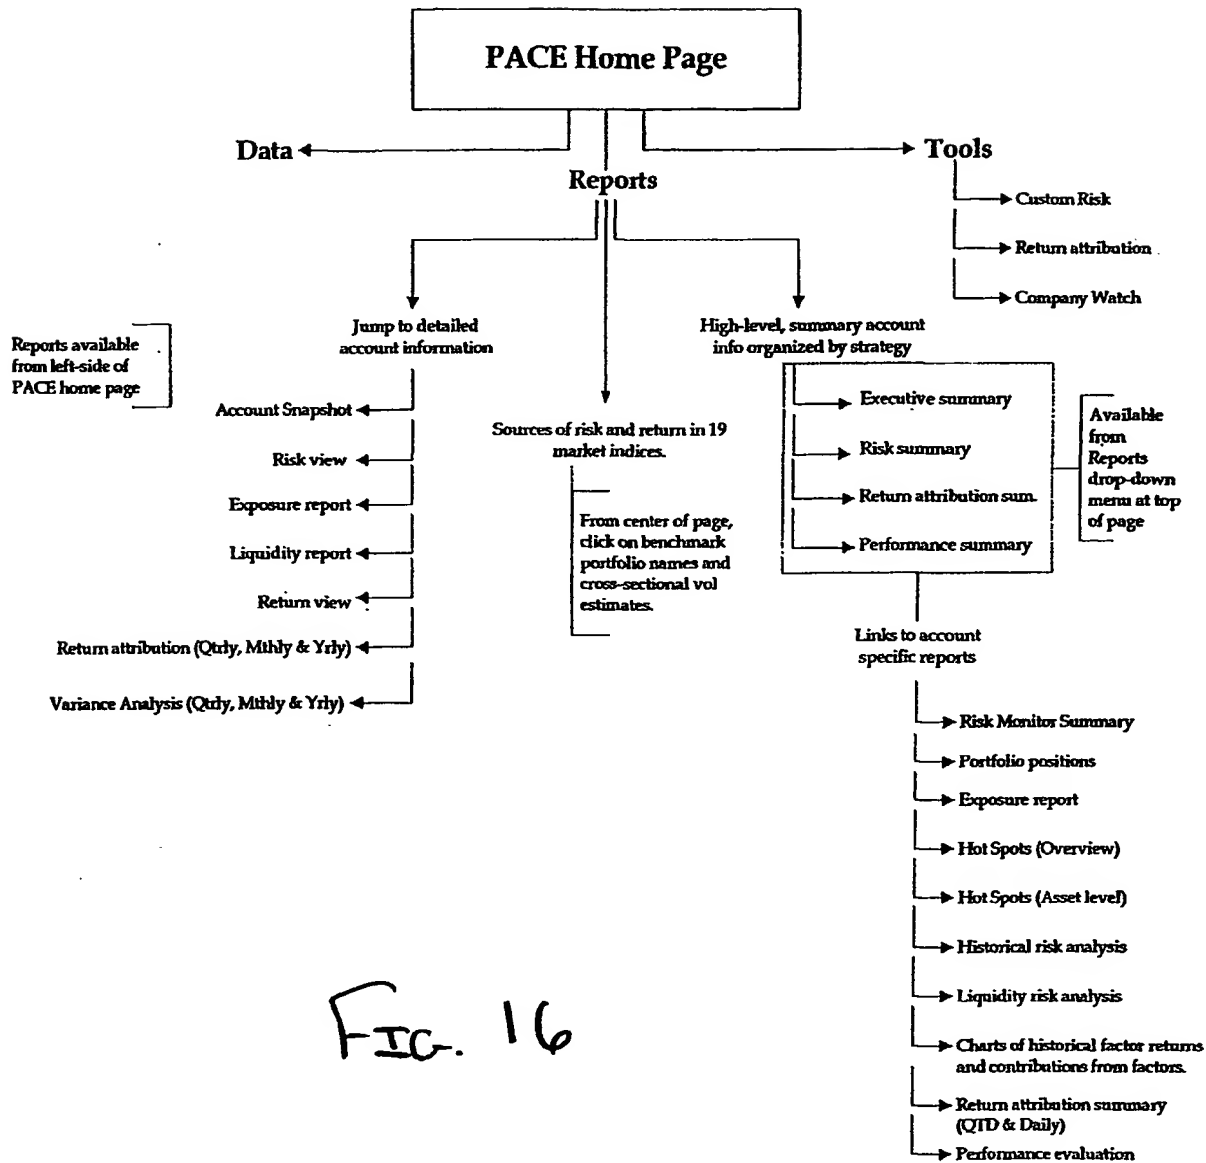 PACE Home Page
Data
Tools
Reports
Custom Risk
Return attribution
Company Watch
Reports available
from left-side of
PACE home page
Jump to detailed
account information
Account Snapshot
Risk view
Exposure report
Liquidity report
Return view
Return attribution (Qtrly, Mthly & Yrly)
Variance Analysis (Qtrly, Mthly & Yrly)
Sources of risk and return in 19
market indices.
From center of page,
click on benchmark
portfolio names and
cross-sectional vol
estimates.
High-level, summary account
info organized by strategy
Executive summary
Risk summary
Return attribution sum.
Performance summary
Available
from
Reports
drop-down
menu at top
of page
Links to account
specific reports
Risk Monitor Summary
Portfolio positions
Exposure report
Hot Spots (Overview)
Hot Spots (Asset level)
Historical risk analysis
Liquidity risk analysis
Charts of historical factor returns
and contributions from factors.
Return attribution summary
(QTD & Daily)
Performance evaluation
FIG. 16